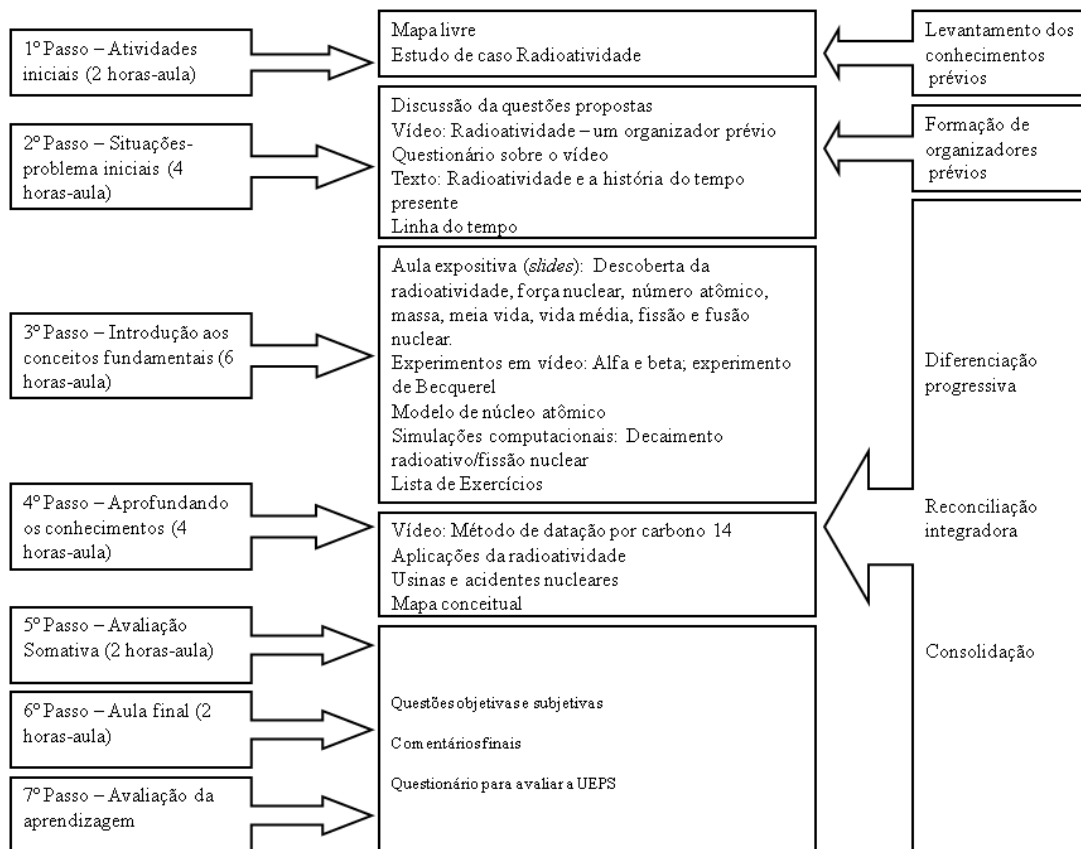 1º Passo – Atividades
iniciais (2 horas-aula)
Mapa livre
Estudo de caso Radioatividade
Levantamento dos
conhecimentos
prévios
2º Passo – Situações-
problema iniciais (4
horas-aula)
Discussão da questões propostas
Vídeo: Radioatividade – um organizador prévio
Questionário sobre o vídeo
Texto: Radioatividade e a história do tempo
presente
Linha do tempo
Formação de
organizadores
prévios
3º Passo – Introdução aos
conceitos fundamentais (6
horas-aula)
Aula expositiva (slides): Descoberta da
radioatividade, força nuclear, número atômico,
massa, meia vida, vida média, fissão e fusão
nuclear.
Experimentos em vídeo: Alfa e beta; experimento
de Becquerel
Modelo de núcleo atômico
Simulações computacionais: Decaimento
radioativo/fissão nuclear
Lista de Exercícios
Diferenciação
progressiva
4º Passo – Aprofundando
os conhecimentos (4
horas-aula)
Vídeo: Método de datação por carbono 14
Aplicações da radioatividade
Usinas e acidentes nucleares
Mapa conceitual
Reconciliação
integradora
5º Passo – Avaliação
Somativa (2 horas-aula)
6º Passo – Aula final (2
horas-aula)
7º Passo – Avaliação da
aprendizagem
Questões objetivas e subjetivas
Comentários finais
Questionário para avaliar a UEPS
Consolidação